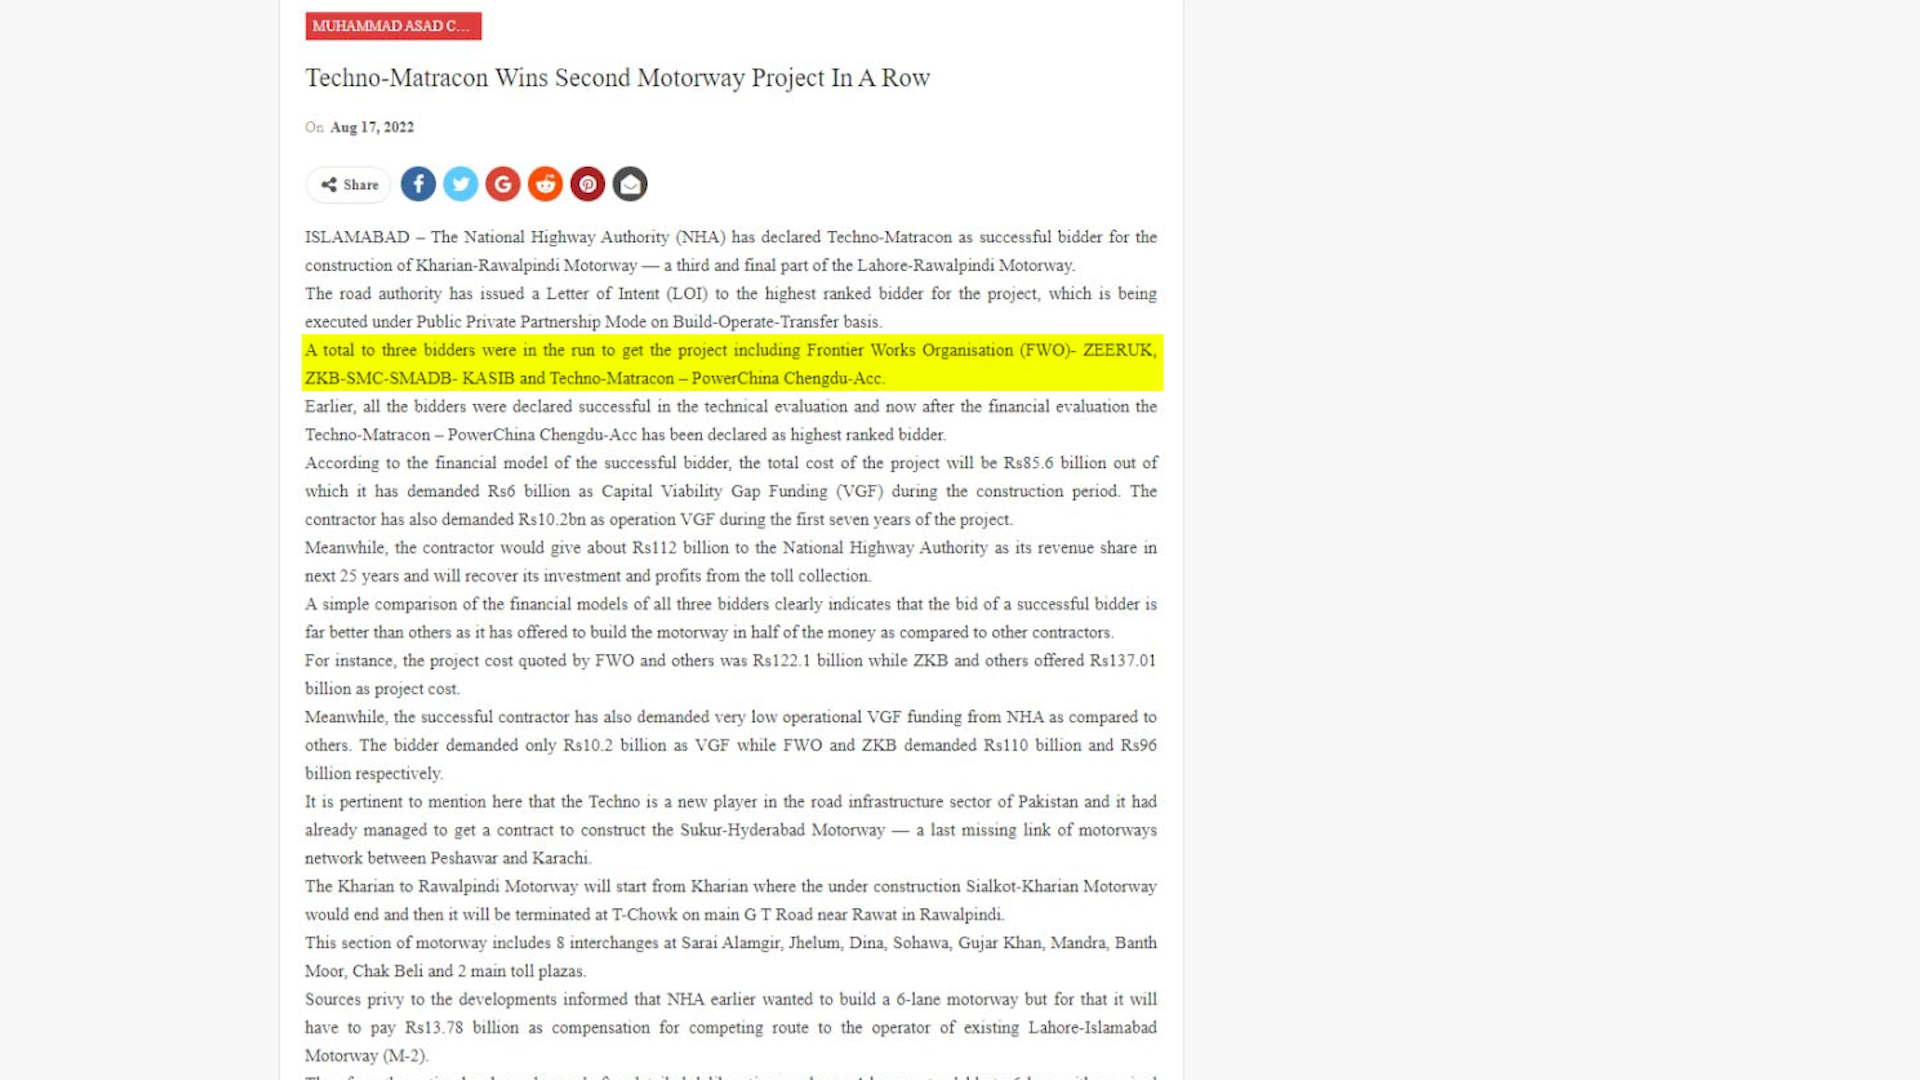 MUHAMMAD ASAD C...
Techno-Matracon Wins Second Motorway Project In A Row
On Aug 17, 2022
Share
ISLAMABAD – The National Highway Authority (NHA) has declared Techno-Matracon as successful bidder for the
construction of Kharian-Rawalpindi Motorway — a third and final part of the Lahore-Rawalpindi Motorway.
The road authority has issued a Letter of Intent (LOI) to the highest ranked bidder for the project, which is being
executed under Public Private Partnership Mode on Build-Operate-Transfer basis.
A total to three bidders were in the run to get the project including Frontier Works Organisation (FWO)- ZEERUK,
ZKB-SMC-SMADB- KASIB and Techno-Matracon – PowerChina Chengdu-Acc.
Earlier, all the bidders were declared successful in the technical evaluation and now after the financial evaluation the
Techno-Matracon – PowerChina Chengdu-Acc has been declared as highest ranked bidder.
According to the financial model of the successful bidder, the total cost of the project will be Rs85.6 billion out of
which it has demanded Rs6 billion as Capital Viability Gap Funding (VGF) during the construction period. The
contractor has also demanded Rs10.2bn as operation VGF during the first seven years of the project.
Meanwhile, the contractor would give about Rs112 billion to the National Highway Authority as its revenue share in
next 25 years and will recover its investment and profits from the toll collection.
A simple comparison of the financial models of all three bidders clearly indicates that the bid of a successful bidder is
far better than others as it has offered to build the motorway in half of the money as compared to other contractors.
For instance, the project cost quoted by FWO and others was Rs122.1 billion while ZKB and others offered Rs137.01
billion as project cost.
Meanwhile, the successful contractor has also demanded very low operational VGF funding from NHA as compared to
others. The bidder demanded only Rs10.2 billion as VGF while FWO and ZKB demanded Rs110 billion and Rs96
billion respectively.
It is pertinent to mention here that the Techno is a new player in the road infrastructure sector of Pakistan and it had
already managed to get a contract to construct the Sukur-Hyderabad Motorway — a last missing link of motorways
network between Peshawar and Karachi.
The Kharian to Rawalpindi Motorway will start from Kharian where the under construction Sialkot-Kharian Motorway
would end and then it will be terminated at T-Chowk on main G T Road near Rawat in Rawalpindi.
This section of motorway includes 8 interchanges at Sarai Alamgir, Jhelum, Dina, Sohawa, Gujar Khan, Mandra, Banth
Moor, Chak Beli and 2 main toll plazas.
Sources privy to the developments informed that NHA earlier wanted to build a 6-lane motorway but for that it will
have to pay Rs13.78 billion as compensation for competing route to the operator of existing Lahore-Islamabad
Motorway (M-2).